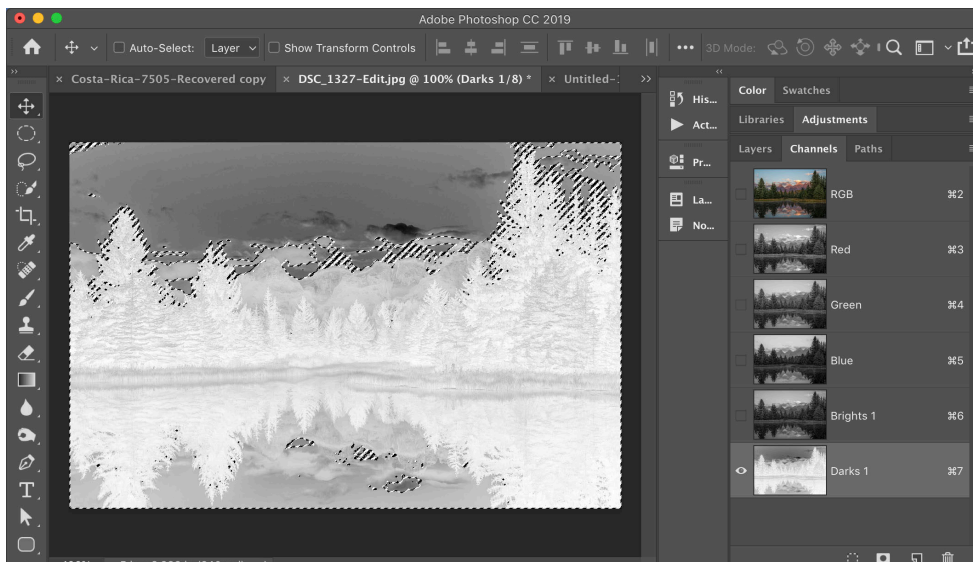 Adobe Photoshop CC 2019
Auto-Select: Layer Show Transform Controls 3D Mode:
Costa-Rica-7505-Recovered copy
DSC_1327-Edit.jpg @ 100% (Darks 1/8) *
Untitled-
His...
Act...
Pr...
La...
No...
Color Swatches
Libraries Adjustments
Layers Channels Paths
RGB ⌘2
Red ⌘3
Green ⌘4
Blue ⌘5
Brights 1 ⌘6
Darks 1 ⌘7